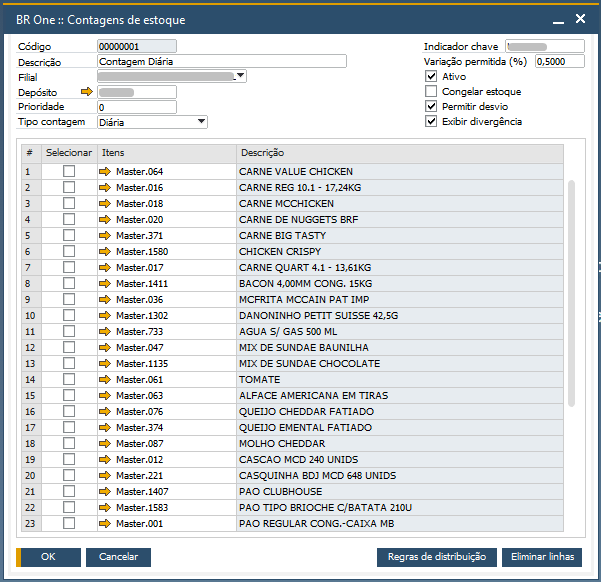 BR One :: Contagens de estoque
Código 00000001
Indicador chave
Descrição Contagem Diária
Variação permitida (%) 0,5000
Filial
Ativo
Depósito
Congelar estoque
Prioridade 0
Permitir desvio
Tipo contagem Diária
Exibir divergência
# Selecionar Itens Descrição
1 Master.064 CARNE VALUE CHICKEN
2 Master.016 CARNE REG 10.1 - 17,24KG
3 Master.018 CARNE MCCHICKEN
4 Master.020 CARNE DE NUGGETS BRF
5 Master.371 CARNE BIG TASTY
6 Master.1580 CHICKEN CRISPY
7 Master.017 CARNE QUART 4.1 - 13,61KG
8 Master.1411 BACON 4,00MM CONG. 15KG
9 Master.036 MCFRITA MCCAIN PAT IMP
10 Master.1302 DANONINHO PETIT SUISSE 42,5G
11 Master.733 AGUA S/ GAS 500 ML
12 Master.047 MIX DE SUNDAE BAUNILHA
13 Master.1135 MIX DE SUNDAE CHOCOLATE
14 Master.061 TOMATE
15 Master.063 ALFACE AMERICANA EM TIRAS
16 Master.076 QUEIJO CHEDDAR FATIADO
17 Master.374 QUEIJO EMENTAL FATIADO
18 Master.087 MOLHO CHEDDAR
19 Master.012 CASCAO MCD 240 UNIDS
20 Master.221 CASQUINHA BDJ MCD 648 UNIDS
21 Master.1407 PAO CLUBHOUSE
22 Master.1583 PAO TIPO BRIOCHE C/BATATA 210U
23 Master.001 PAO REGULAR CONG.-CAIXA MB
OK Cancelar Regras de distribuição Eliminar linhas